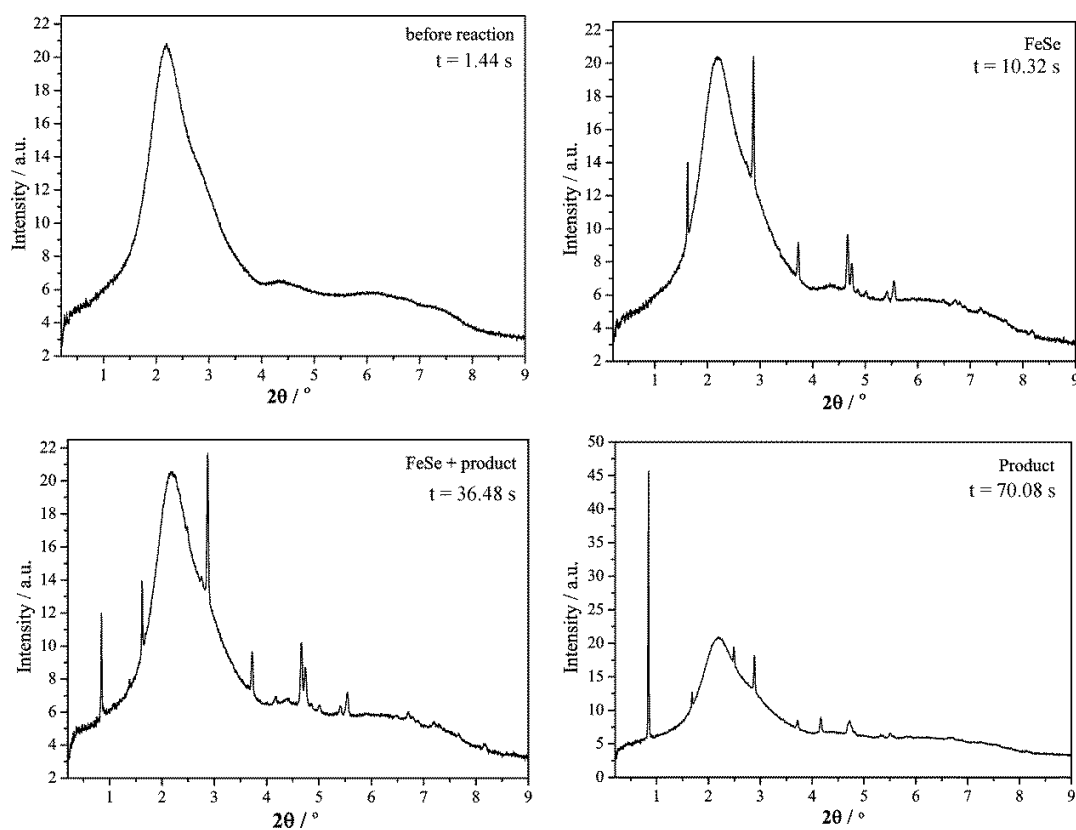 before reaction
t = 1.44 s
Intensity / a.u.
22
20
18
16
14
12
10
8
6
4
2
1 2 3 4 5 6 7 8 9
2θ / °
FeSe
t = 10.32 s
Intensity / a.u.
22
20
18
16
14
12
10
8
6
4
2
1 2 3 4 5 6 7 8 9
2θ / °
FeSe + product
t = 36.48 s
Intensity / a.u.
22
20
18
16
14
12
10
8
6
4
2
1 2 3 4 5 6 7 8 9
2θ / °
Product
t = 70.08 s
Intensity / a.u.
50
45
40
35
30
25
20
15
10
5
0
1 2 3 4 5 6 7 8 9
2θ / °